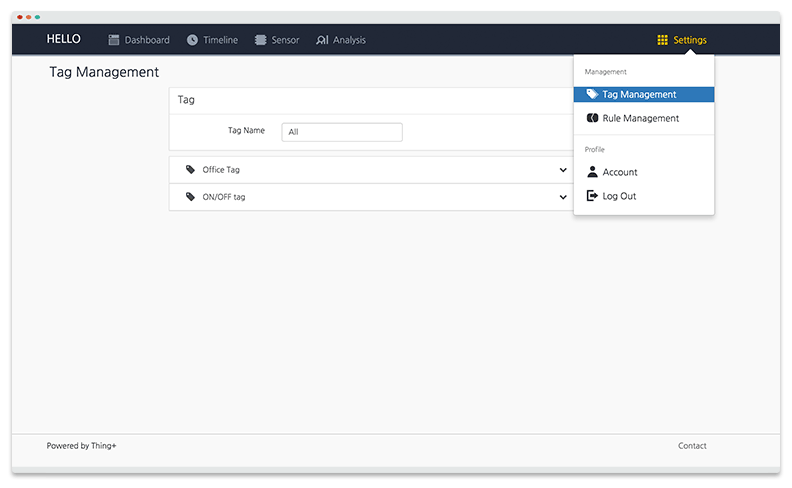 HELLO Dashboard Timeline Sensor Analysis Settings
Tag Management
Tag
Tag Name All
Office Tag
ON/OFF tag
Management
Tag Management
Rule Management
Profile
Account
Log Out
Powered by Thing+ Contact